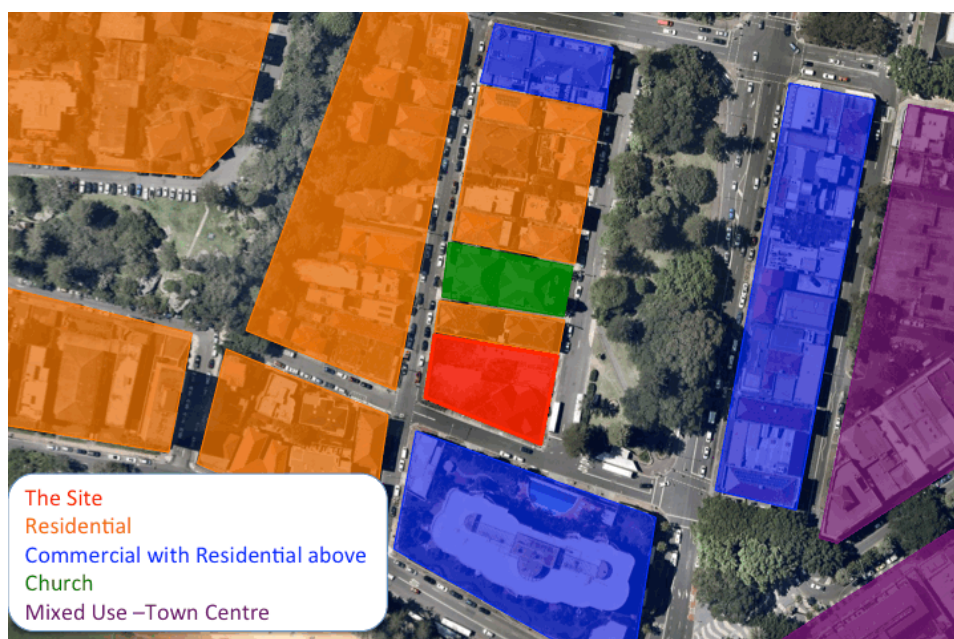 The Site
Residential
Commercial with Residential above
Church
Mixed Use –Town Centre